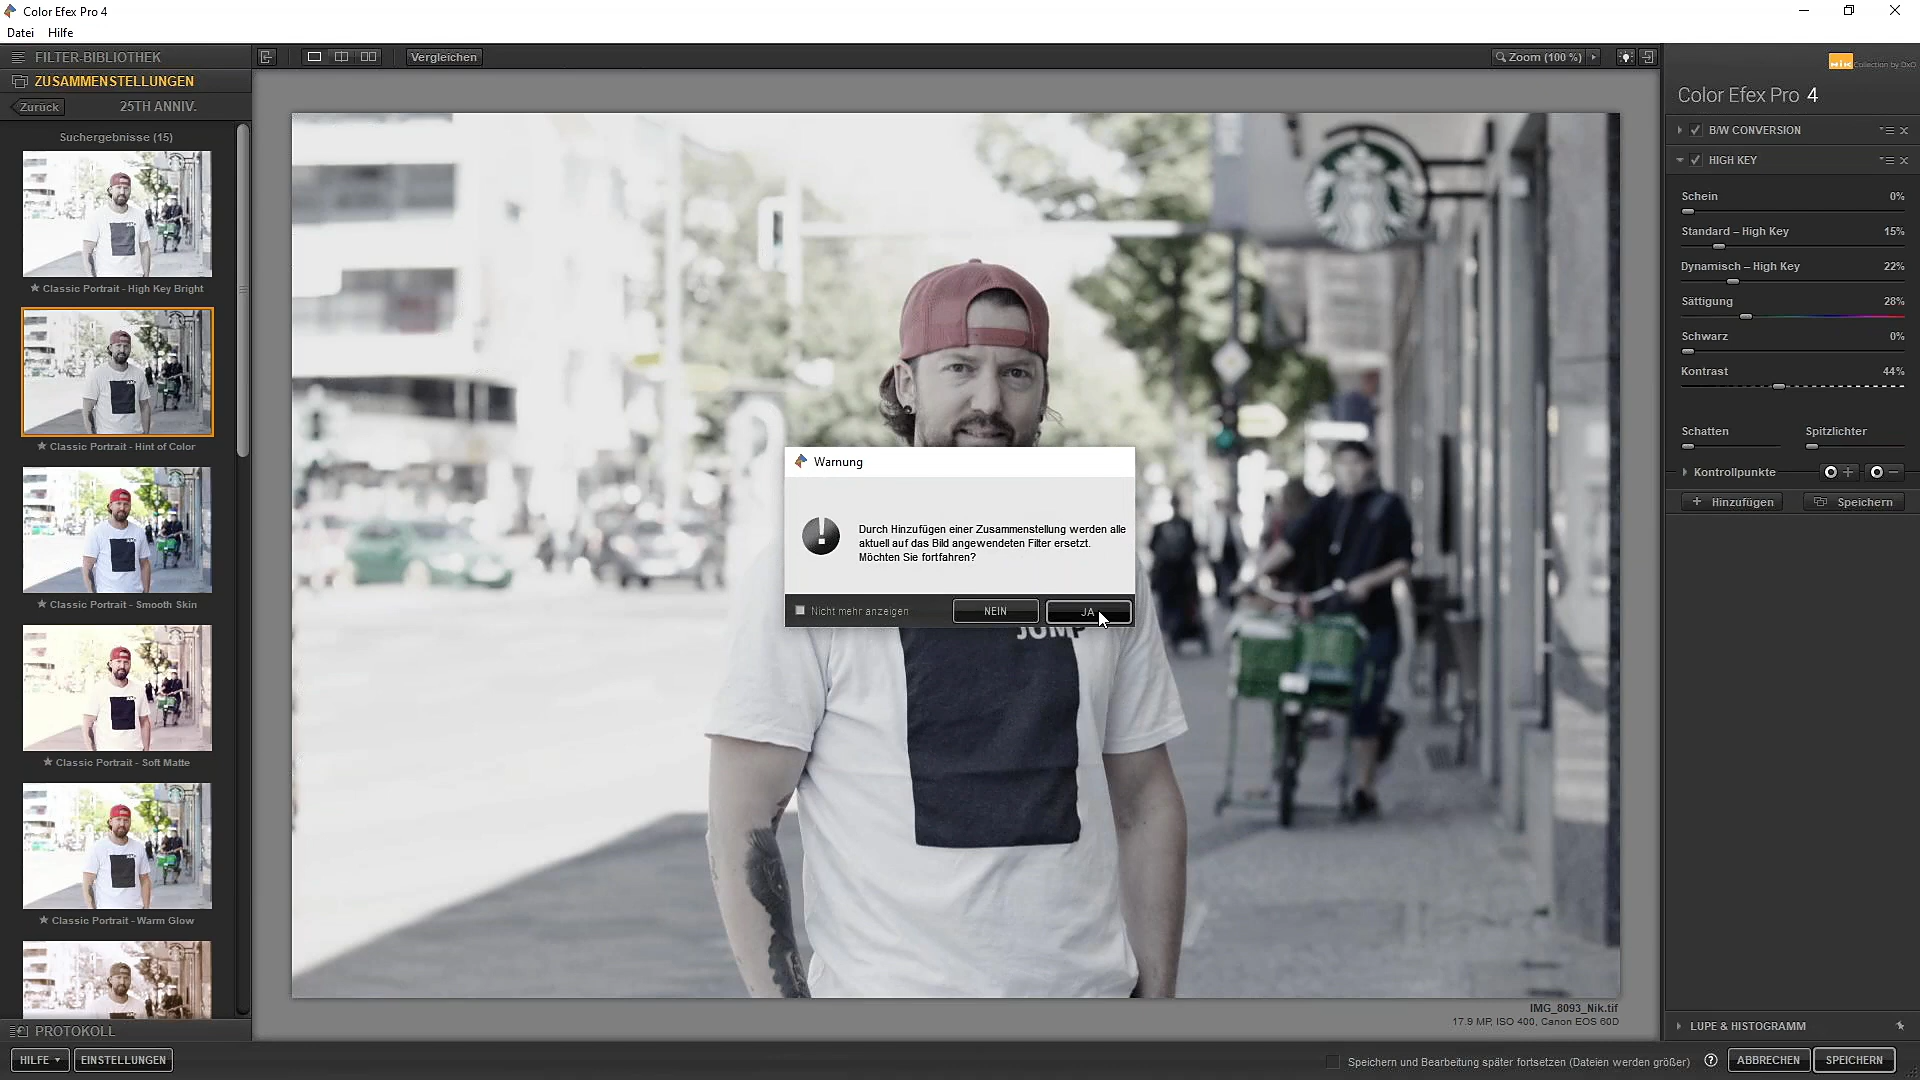 Color Efex Pro 4
Datei Hilfe
FILTER-BIBLIOTHEK
ZUSAMMENSTELLUNGEN
Zurück 25TH ANNIV.
Suchergebnisse (15)
★ Classic Portrait - High Key Bright
★ Classic Portrait - Hint of Color
★ Classic Portrait - Smooth Skin
★ Classic Portrait - Soft Matte
★ Classic Portrait - Warm Glow
PROTOKOLL
HILFE EINSTELLUNGEN
Vergleichen
Zoom (100 %)
Warnung
Durch Hinzufügen einer Zusammenstellung werden alle
aktuell auf das Bild angewendeten Filter ersetzt.
Möchten Sie fortfahren?
Nicht mehr anzeigen NEIN JA
JUMP
IMG_8093_Nik.tif
17.9 MP, ISO 400, Canon EOS 60D
Nik Collection by DxO
Color Efex Pro 4
B/W CONVERSION
HIGH KEY
Schein 0%
Standard – High Key 15%
Dynamisch – High Key 22%
Sättigung 28%
Schwarz 0%
Kontrast 44%
Schatten Spitzlichter
Kontrollpunkte
Hinzufügen Speichern
LUPE & HISTOGRAMM
Speichern und Bearbeitung später fortsetzen (Dateien werden größer) ? ABBRECHEN SPEICHERN